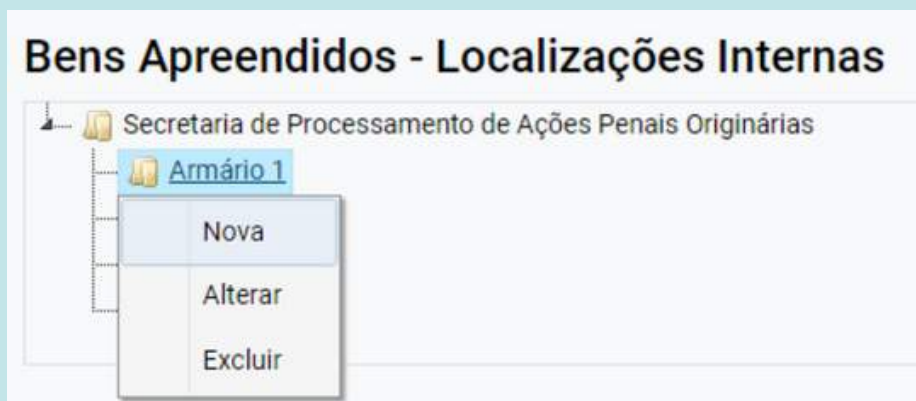 Bens Apreendidos - Localizações Internas
Secretaria de Processamento de Ações Penais Originárias
Armário 1
Nova
Alterar
Excluir